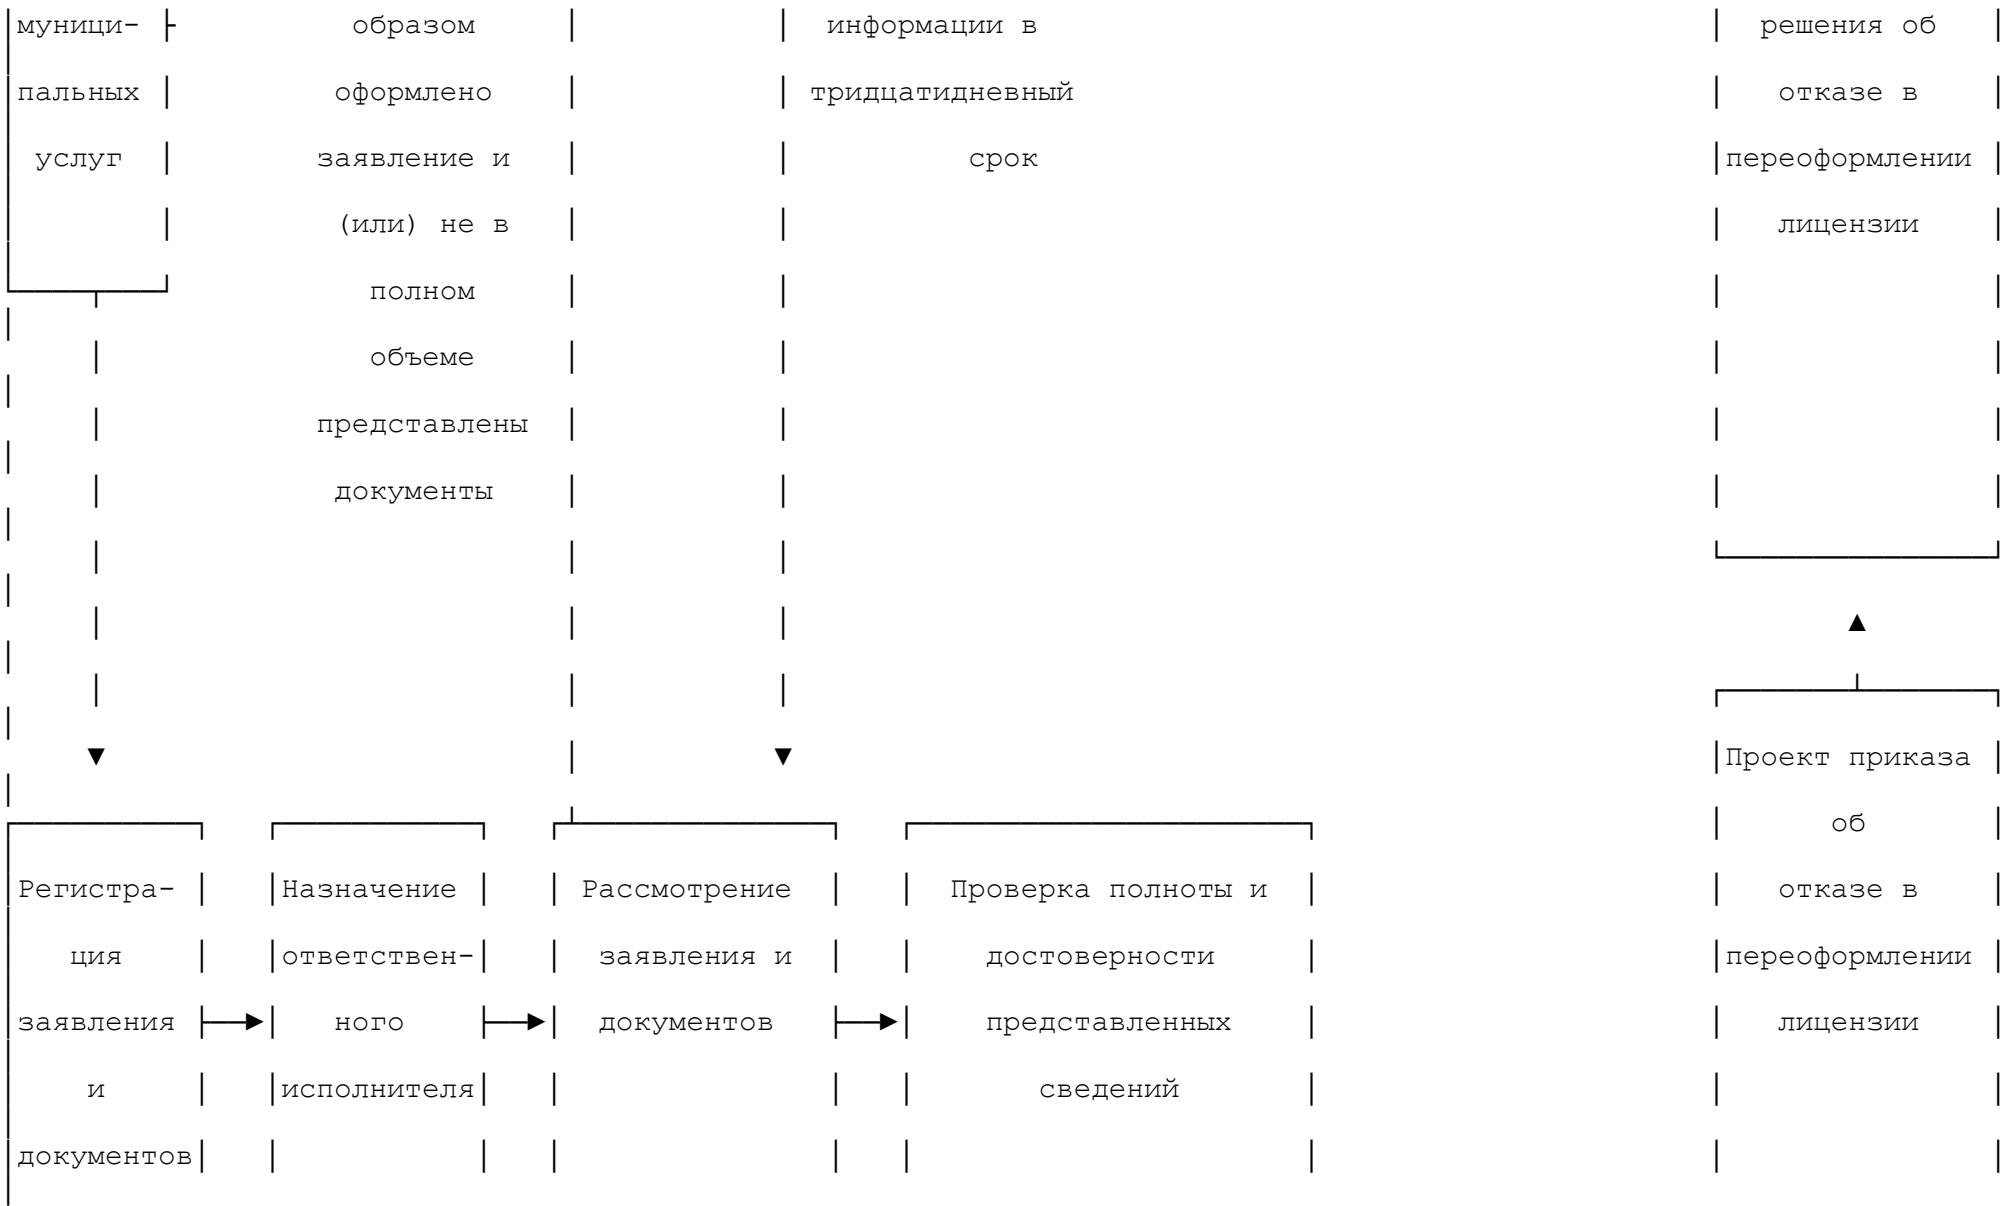 муници- образом информации в решения об
пальных оформлено тридцатидневный отказе в
услуг заявление и срок переоформлении
(или) не в лицензии
полном
объеме
представлены
документы
Проект приказа
об
Регистра- Назначение Рассмотрение Проверка полноты и отказе в
ция ответствен- заявления и достоверности переоформлении
заявления ного документов представленных лицензии
и исполнителя сведений
документов